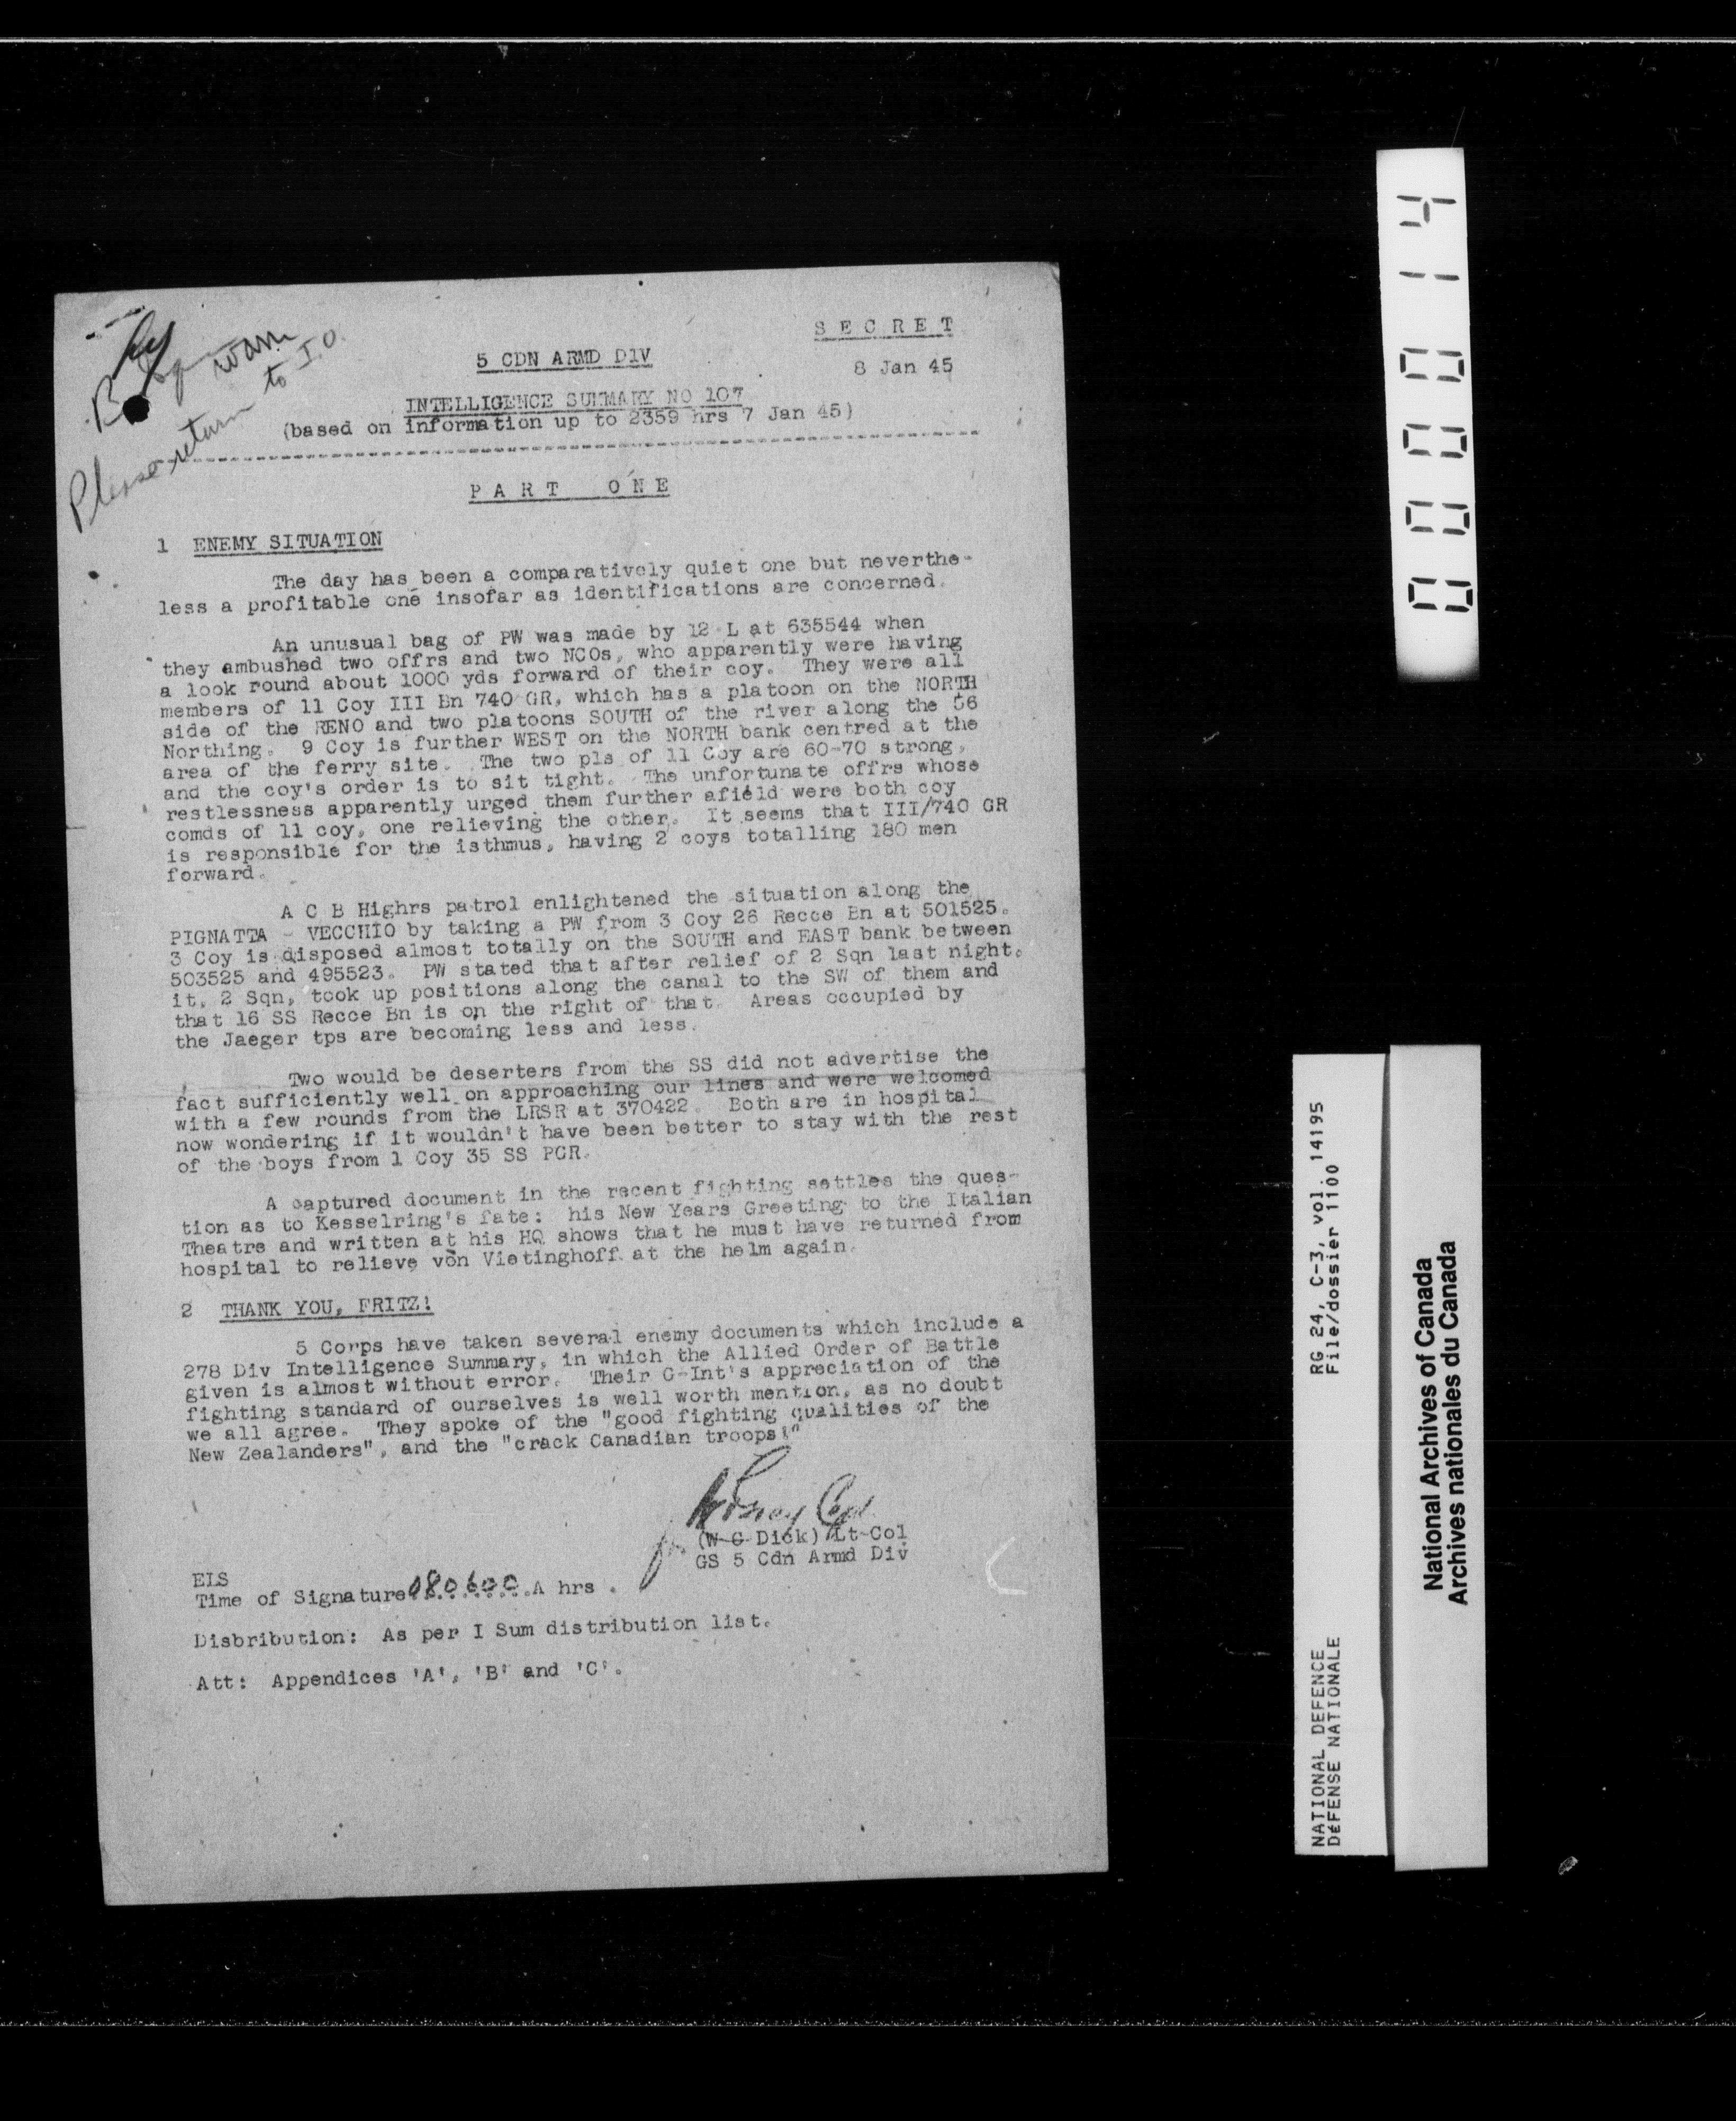 S E C R E T
5 CDN ARMD DIV
8 Jan 45
INTELLIGENCE SUMMARY NO 107
(based on information up to 2359 hrs 7 Jan 45)
Please return to I.O.
P A R T   O N E
1 ENEMY SITUATION
The day has been a comparatively quiet one but neverthe-
less a profitable one insofar as identifications are concerned.
An unusual bag of PW was made by 12 L at 635544 when
they ambushed two offrs and two NCOs, who apparently were having
a look round about 1000 yds forward of their coy. They were all
members of 11 Coy III Bn 740 GR, which has a platoon on the NORTH
side of the RENO and two platoons SOUTH of the river along the 56
Northing. 9 Coy is further WEST on the NORTH bank centred at the
area of the ferry site. The two pls of 11 Coy are 60-70 strong,
and the coy's order is to sit tight. The unfortunate offrs whose
restlessness apparently urged them further afield were both coy
comds of 11 coy, one relieving the other. It seems that III/740 GR
is responsible for the isthmus, having 2 coys totalling 180 men
forward.
A C B Highrs patrol enlightened the situation along the
PIGNATTA - VECCHIO by taking a PW from 3 Coy 26 Recce Bn at 501525.
3 Coy is disposed almost totally on the SOUTH and EAST bank between
503525 and 495523. PW stated that after relief of 2 Sqn last night,
it, 2 Sqn, took up positions along the canal to the SW of them and
that 16 SS Recce Bn is on the right of that. Areas occupied by
the Jaeger tps are becoming less and less.
Two would be deserters from the SS did not advertise the
fact sufficiently well on approaching our lines and were welcomed
with a few rounds from the LRSR at 370422. Both are in hospital
now wondering if it wouldn't have been better to stay with the rest
of the boys from 1 Coy 35 SS PCR.
A captured document in the recent fighting settles the ques-
tion as to Kesselring's fate: his New Years Greeting to the Italian
Theatre and written at his HQ shows that he must have returned from
hospital to relieve von Vietinghoff at the helm again.
2 THANK YOU, FRITZ!
5 Corps have taken several enemy documents which include a
278 Div Intelligence Summary, in which the Allied Order of Battle
given is almost without error. Their G-Int's appreciation of the
fighting standard of ourselves is well worth mention, as no doubt
we all agree. They spoke of the "good fighting qualities of the
New Zealanders", and the "crack Canadian troops!"
(W G Dick) Lt-Col
GS 5 Cdn Armd Div
ELS
Time of Signature 080600 A hrs.
Disbribution: As per I Sum distribution list.
Att: Appendices 'A', 'B' and 'C'.
000014
RG 24, C-3, vol. 14195
File/dossier 1100
NATIONAL DEFENCE
DÉFENSE NATIONALE
National Archives of Canada
Archives nationales du Canada